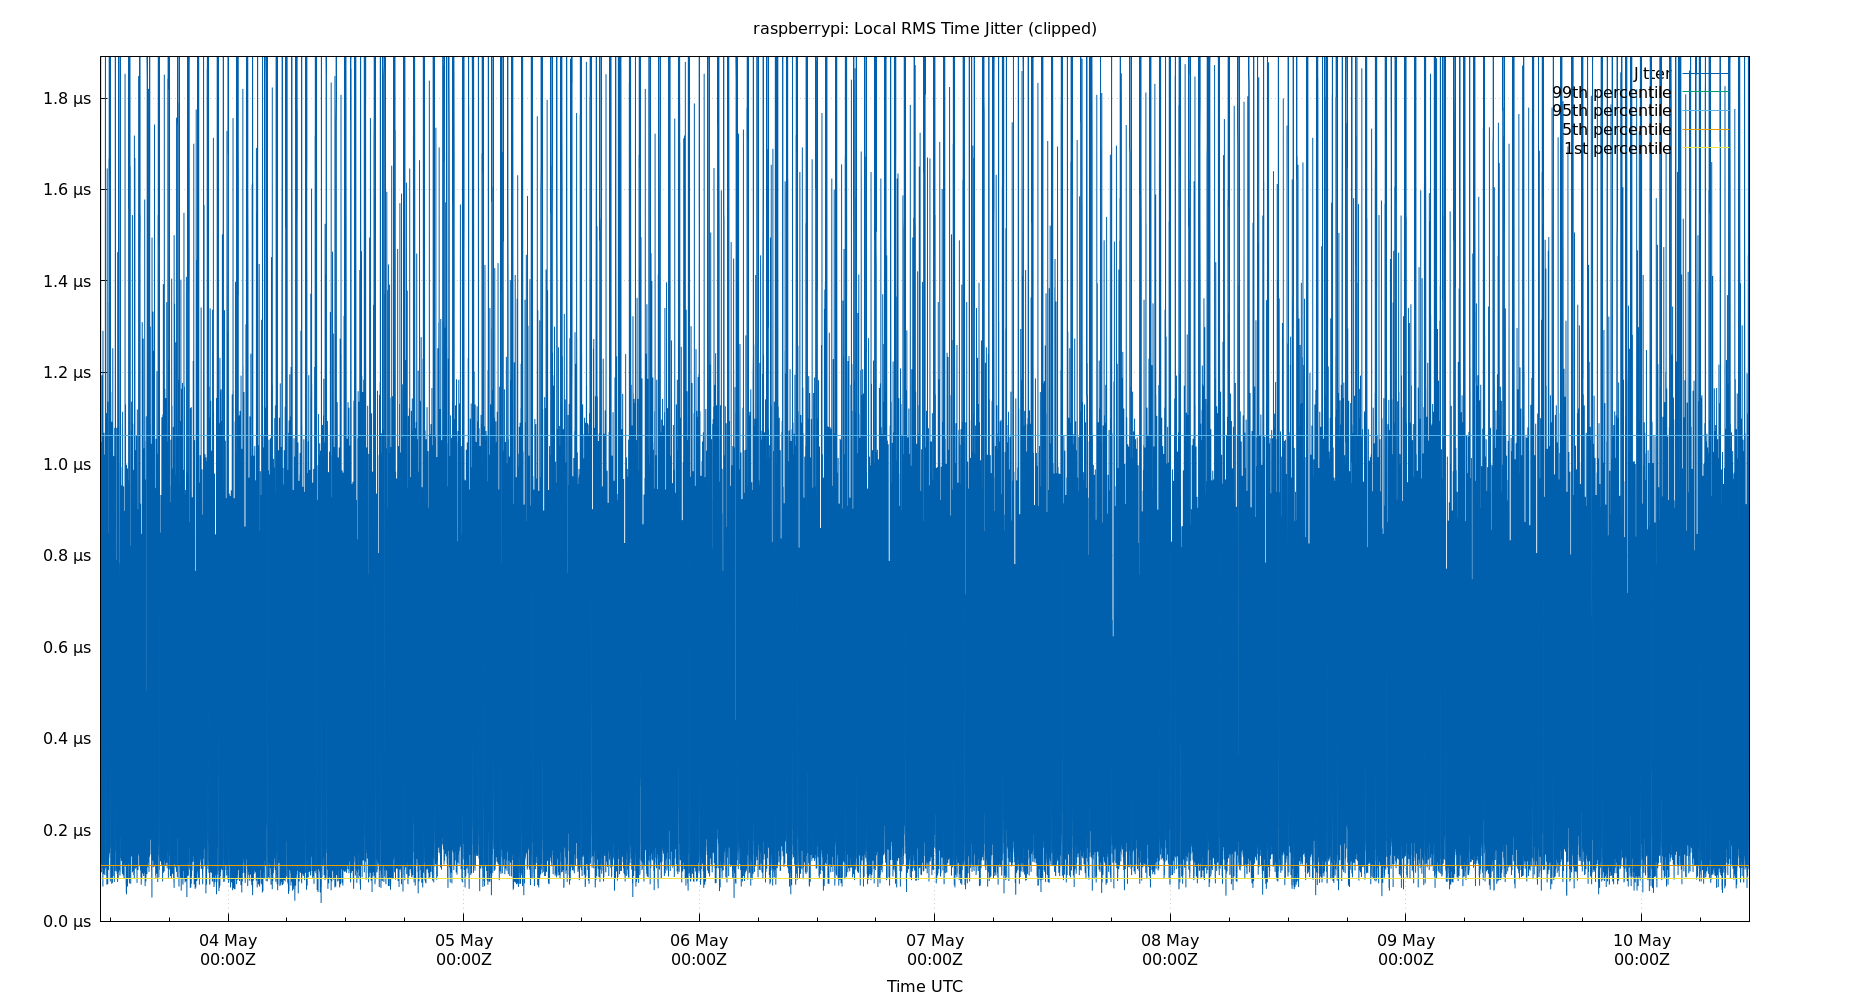 raspberrypi: Local RMS Time Jitter (clipped)
Jitter
99th percentile
95th percentile
5th percentile
1st percentile
1.8 µs
1.6 µs
1.4 µs
1.2 µs
1.0 µs
0.8 µs
0.6 µs
0.4 µs
0.2 µs
0.0 µs
04 May 05 May 06 May 07 May 08 May 09 May 10 May
00:00Z 00:00Z 00:00Z 00:00Z 00:00Z 00:00Z 00:00Z
Time UTC